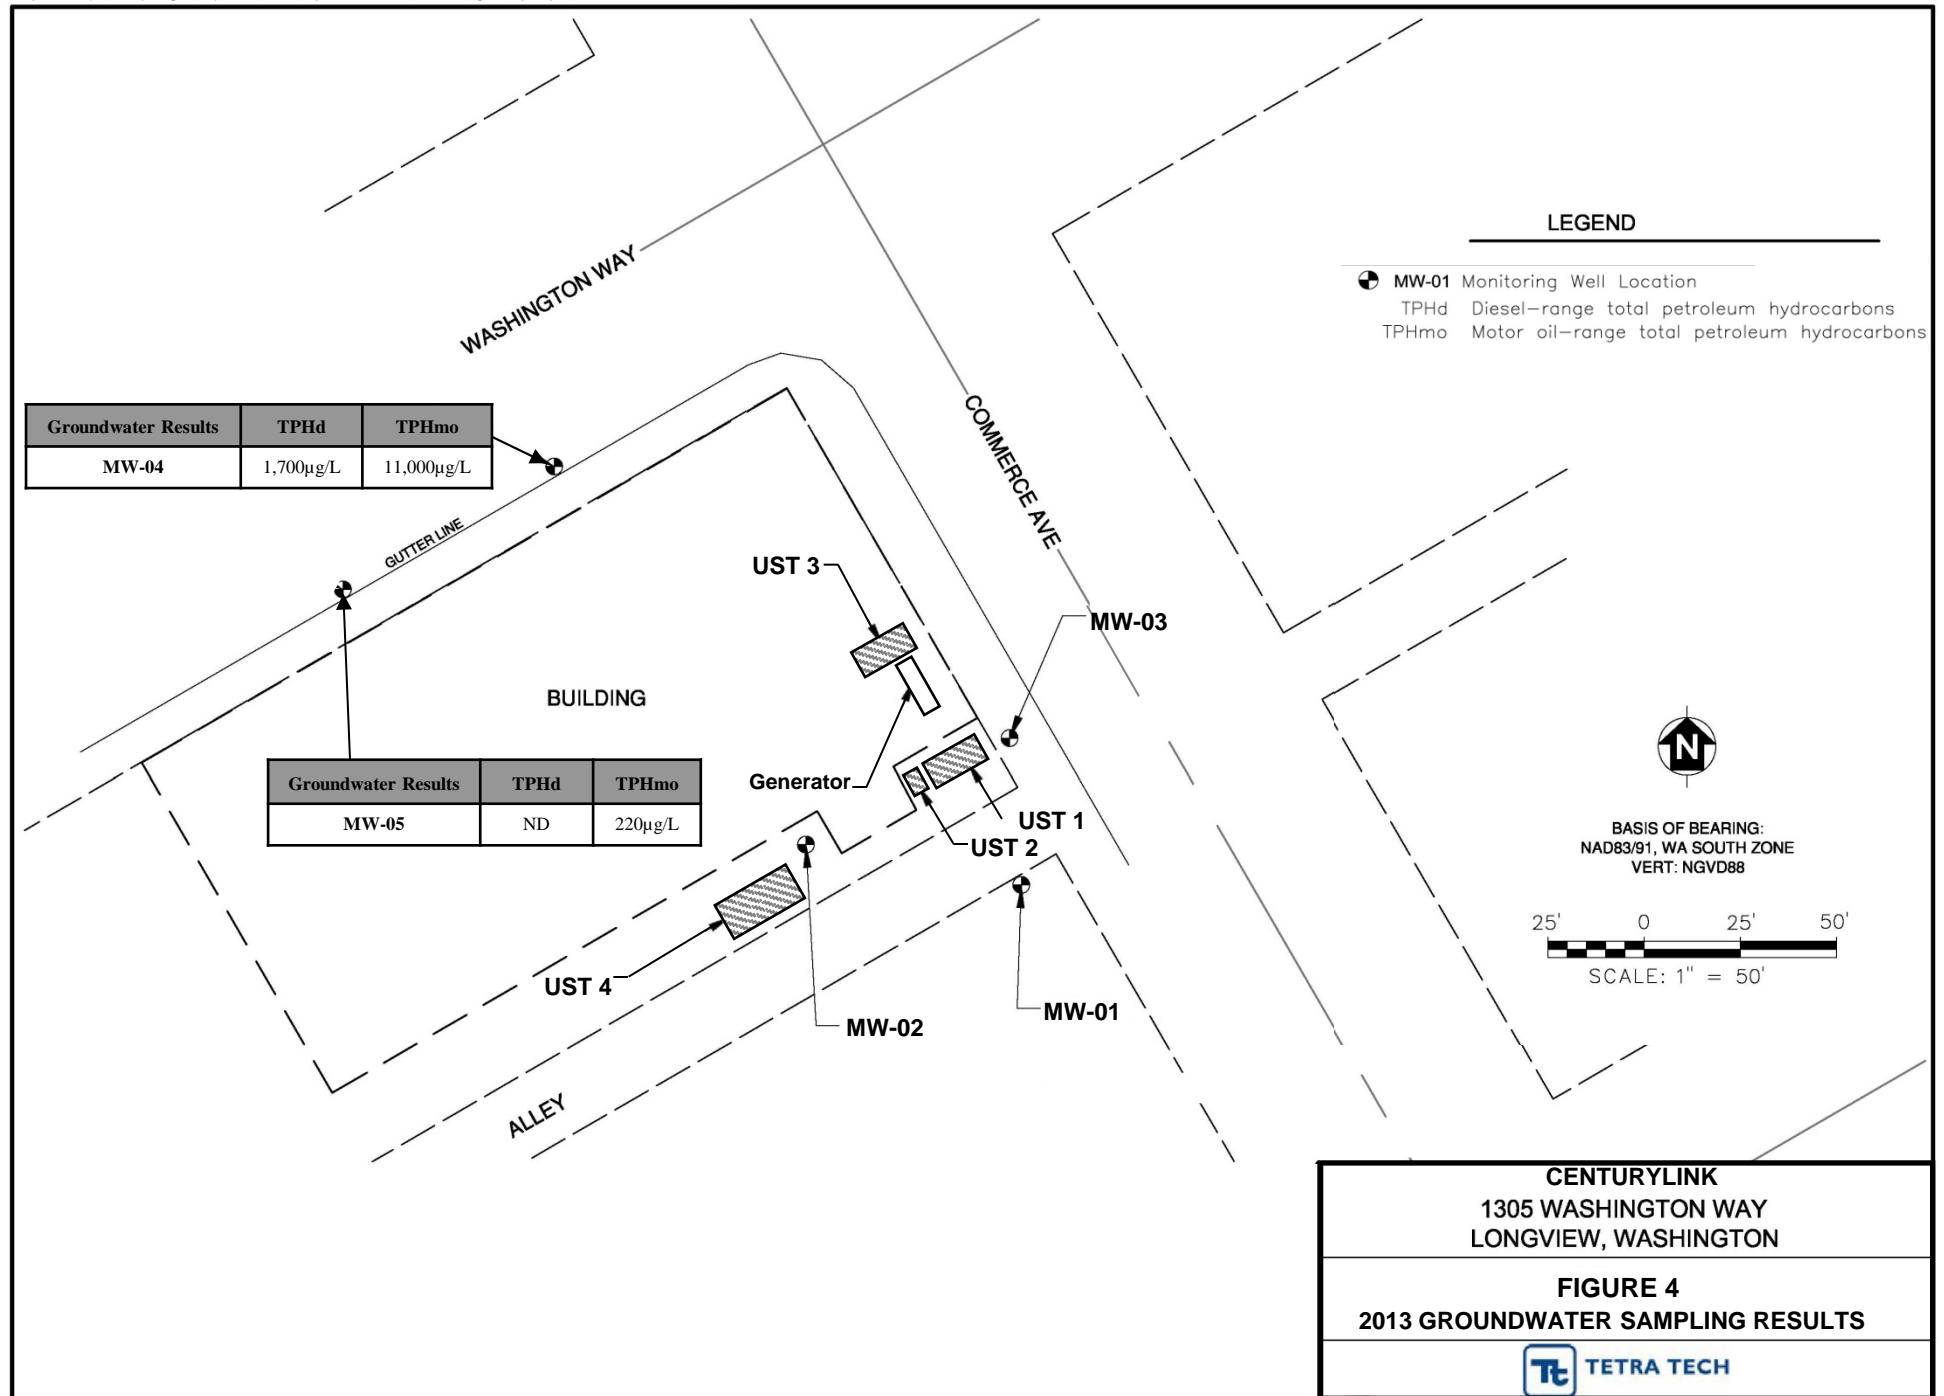 WASHINGTON WAY
LEGEND
MW-01 Monitoring Well Location
TPHd Diesel-range total petroleum hydrocarbons
TPHmo Motor oil-range total petroleum hydrocarbons
COMMERCE AVE
Groundwater Results TPHd TPHmo
MW-04 1,700µg/L 11,000µg/L
GUTTER LINE
UST 3
MW-03
BUILDING
N
Generator
Groundwater Results TPHd TPHmo
MW-05 ND 220µg/L
UST 1
UST 2
BASIS OF BEARING:
NAD83/91, WA SOUTH ZONE
VERT: NGVD88
25' 0 25' 50'
SCALE: 1" = 50'
UST 4
MW-01
MW-02
ALLEY
CENTURYLINK
1305 WASHINGTON WAY
LONGVIEW, WASHINGTON
FIGURE 4
2013 GROUNDWATER SAMPLING RESULTS
Tt TETRA TECH